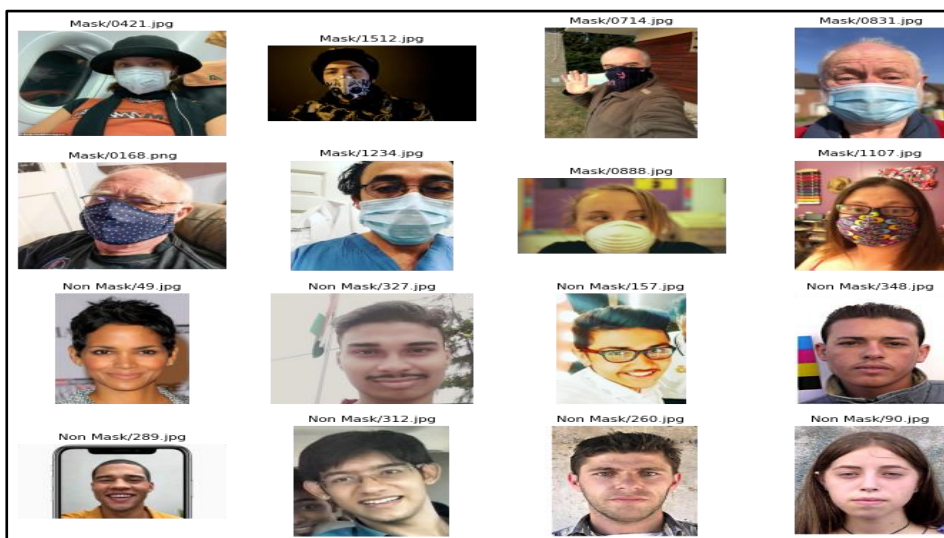 Mask/0421.jpg
Mask/1512.jpg
Mask/0714.jpg
Mask/0831.jpg
Mask/0168.png
Mask/1234.jpg
Mask/0888.jpg
Mask/1107.jpg
Non Mask/49.jpg
Non Mask/327.jpg
Non Mask/157.jpg
Non Mask/348.jpg
Non Mask/289.jpg
Non Mask/312.jpg
Non Mask/260.jpg
Non Mask/90.jpg